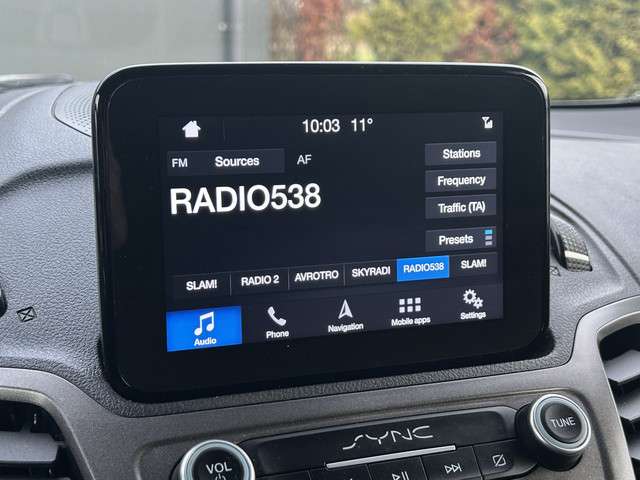 10:03 11°
FM Sources AF
Stations
RADIO538
Frequency
Traffic (TA)
Presets
SLAM! RADIO 2 AVROTRO SKYRADI RADIO538 SLAM!
Audio Phone Navigation Mobile apps Settings
SYNC
VOL
TUNE